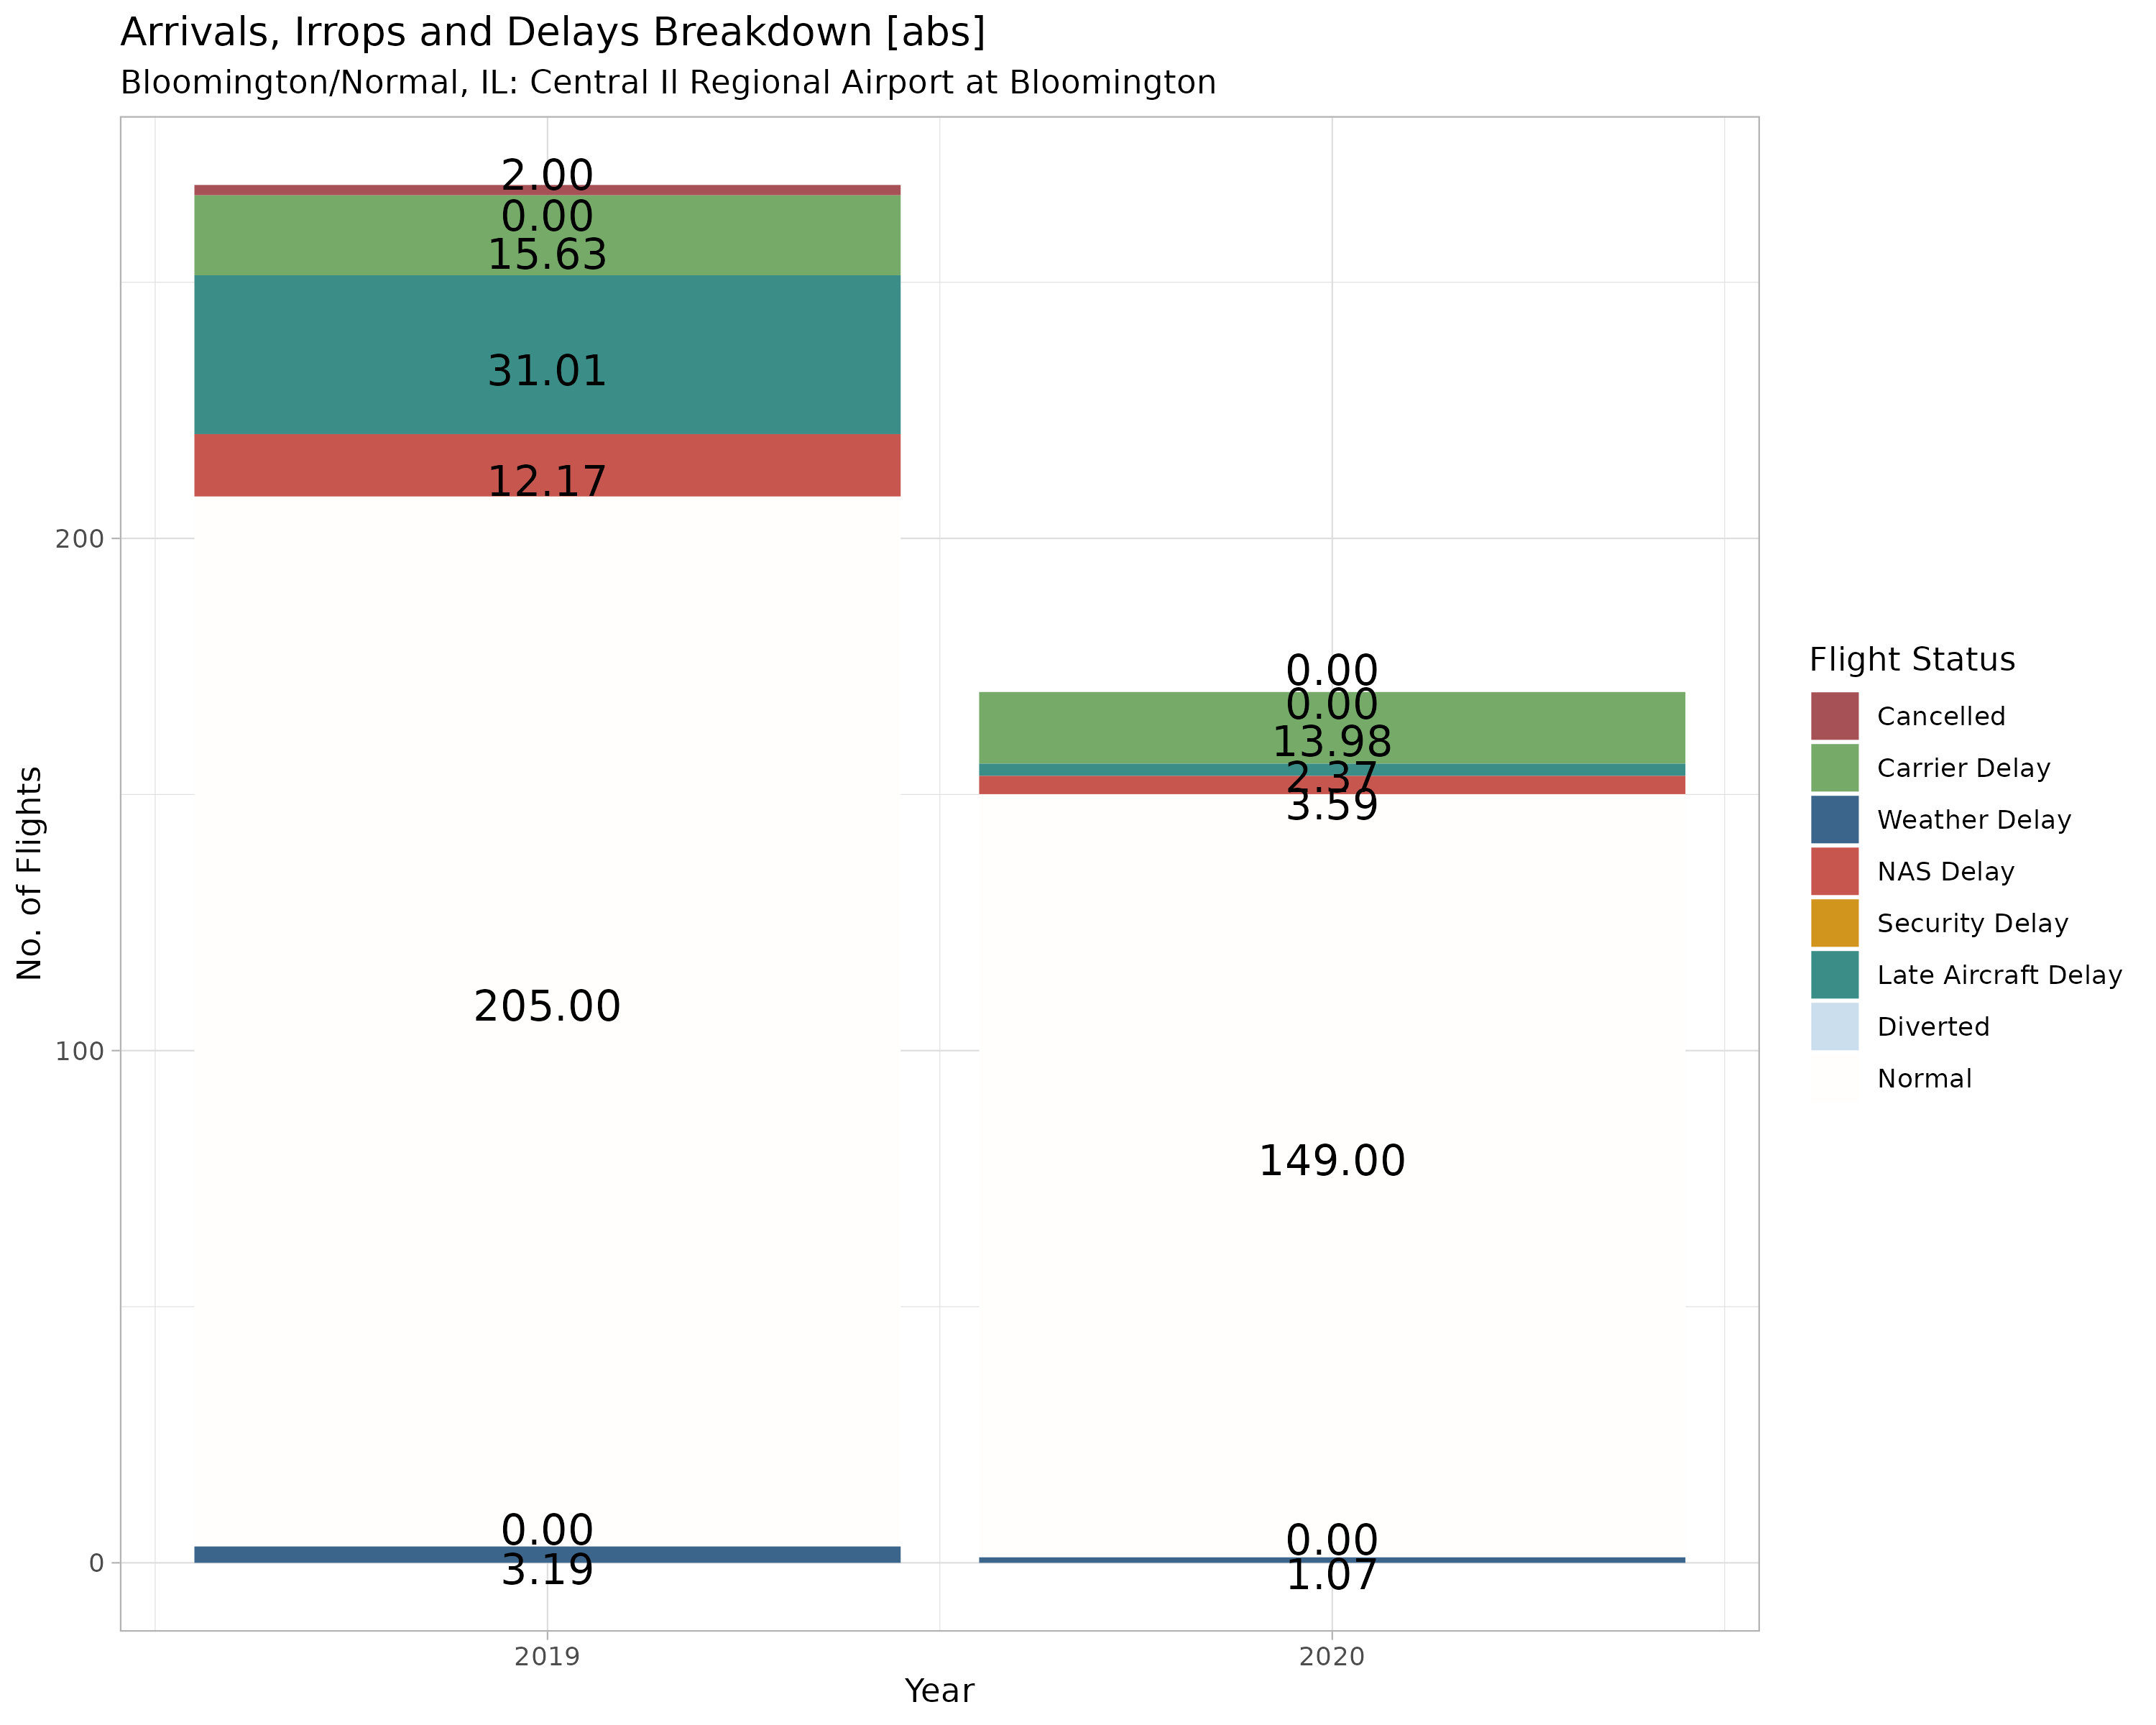 Arrivals, Irrops and Delays Breakdown [abs]
Bloomington/Normal, IL: Central Il Regional Airport at Bloomington
No. of Flights
200
100
0
2.00
0.00
15.63
31.01
12.17
205.00
0.00
3.19
0.00
0.00
13.98
2.37
3.59
149.00
0.00
1.07
2019
2020
Year
Flight Status
Cancelled
Carrier Delay
Weather Delay
NAS Delay
Security Delay
Late Aircraft Delay
Diverted
Normal